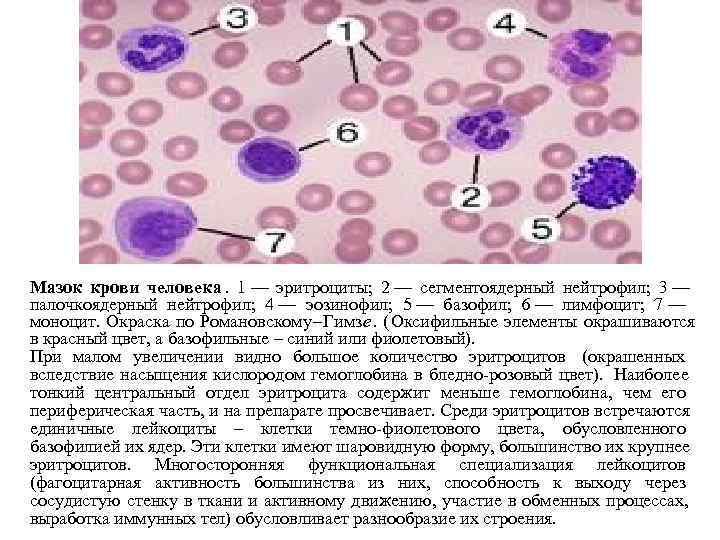 3
1
4
6
2
5
7
Мазок крови человека. 1 — эритроциты; 2 — сегментоядерный нейтрофил; 3 —
палочкоядерный нейтрофил; 4 — эозинофил; 5 — базофил; 6 — лимфоцит; 7 —
моноцит. Окраска по Романовскому–Гимзе. (Оксифильные элементы окрашиваются
в красный цвет, а базофильные – синий или фиолетовый).
При малом увеличении видно большое количество эритроцитов (окрашенных
вследствие насыщения кислородом гемоглобина в бледно-розовый цвет). Наиболее
тонкий центральный отдел эритроцита содержит меньше гемоглобина, чем его
периферическая часть, и на препарате просвечивает. Среди эритроцитов встречаются
единичные лейкоциты – клетки темно-фиолетового цвета, обусловленного
базофилией их ядер. Эти клетки имеют шаровидную форму, большинство их крупнее
эритроцитов. Многосторонняя функциональная специализация лейкоцитов
(фагоцитарная активность большинства из них, способность к выходу через
сосудистую стенку в ткани и активному движению, участие в обменных процессах,
выработка иммунных тел) обусловливает разнообразие их строения.